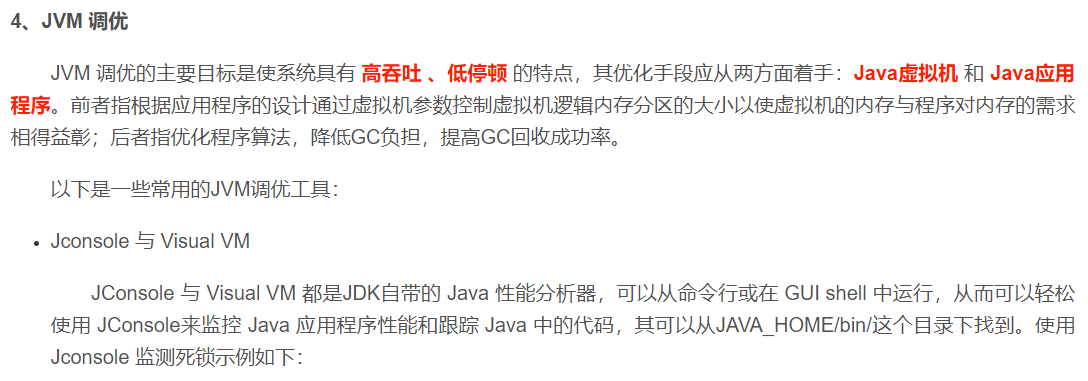 4、JVM 调优
JVM 调优的主要目标是使系统具有 高吞吐 、低停顿 的特点，其优化手段应从两方面着手：Java虚拟机 和 Java应用
程序。前者指根据应用程序的设计通过虚拟机参数控制虚拟机逻辑内存分区的大小以使虚拟机的内存与程序对内存的需求
相得益彰；后者指优化程序算法，降低GC负担，提高GC回收成功率。
以下是一些常用的JVM调优工具：
• Jconsole 与 Visual VM
JConsole 与 Visual VM 都是JDK自带的 Java 性能分析器，可以从命令行或在 GUI shell 中运行，从而可以轻松
使用 JConsole来监控 Java 应用程序性能和跟踪 Java 中的代码，其可以从JAVA_HOME/bin/这个目录下找到。使用
Jconsole 监测死锁示例如下：